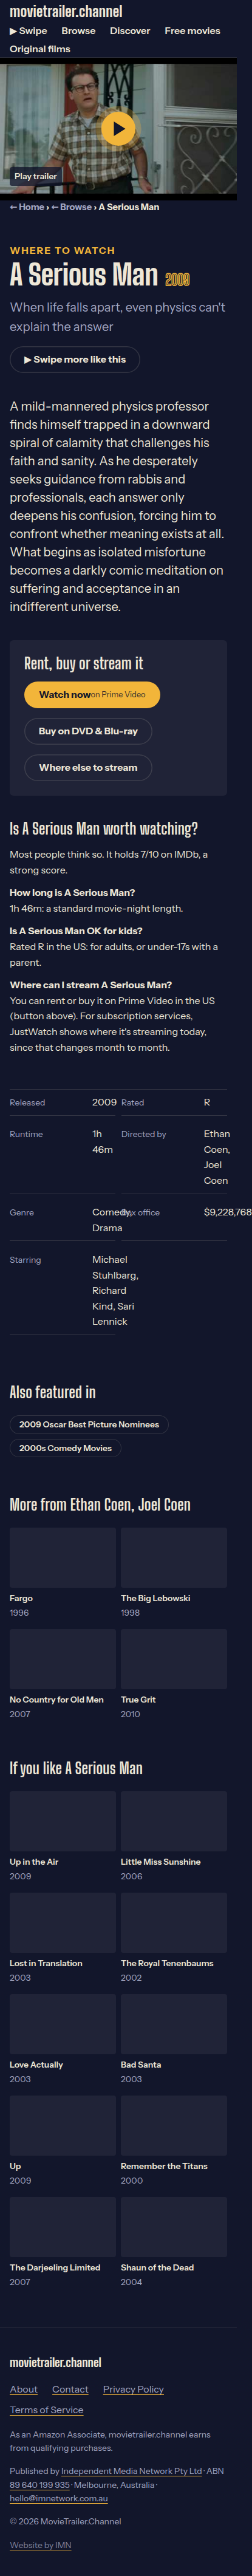 movietrailer.channel
▶ Swipe Browse Discover Free movies
Original films
Play trailer
← Home › ← Browse › A Serious Man
WHERE TO WATCH
A Serious Man 2009
When life falls apart, even physics can't
explain the answer
▶ Swipe more like this
A mild-mannered physics professor
finds himself trapped in a downward
spiral of calamity that challenges his
faith and sanity. As he desperately
seeks guidance from rabbis and
professionals, each answer only
deepens his confusion, forcing him to
confront whether meaning exists at all.
What begins as isolated misfortune
becomes a darkly comic meditation on
suffering and acceptance in an
indifferent universe.
Rent, buy or stream it
Watch now on Prime Video
Buy on DVD & Blu-ray
Where else to stream
Is A Serious Man worth watching?
Most people think so. It holds 7/10 on IMDb, a
strong score.
How long is A Serious Man?
1h 46m: a standard movie-night length.
Is A Serious Man OK for kids?
Rated R in the US: for adults, or under-17s with a
parent.
Where can I stream A Serious Man?
You can rent or buy it on Prime Video in the US
(button above). For subscription services,
JustWatch shows where it's streaming today,
since that changes month to month.
Released 2009 Rated R
Runtime 1h 46m Directed by Ethan Coen, Joel Coen
Genre Comedy, Drama Box office $9,228,768
Starring Michael Stuhlbarg, Richard Kind, Sari Lennick
Also featured in
2009 Oscar Best Picture Nominees
2000s Comedy Movies
More from Ethan Coen, Joel Coen
Fargo The Big Lebowski
1996 1998
No Country for Old Men True Grit
2007 2010
If you like A Serious Man
Up in the Air Little Miss Sunshine
2009 2006
Lost in Translation The Royal Tenenbaums
2003 2002
Love Actually Bad Santa
2003 2003
Up Remember the Titans
2009 2000
The Darjeeling Limited Shaun of the Dead
2007 2004
movietrailer.channel
About Contact Privacy Policy
Terms of Service
As an Amazon Associate, movietrailer.channel earns
from qualifying purchases.
Published by Independent Media Network Pty Ltd · ABN
89 640 199 935 · Melbourne, Australia ·
hello@imnetwork.com.au
© 2026 MovieTrailer.Channel
Website by IMN